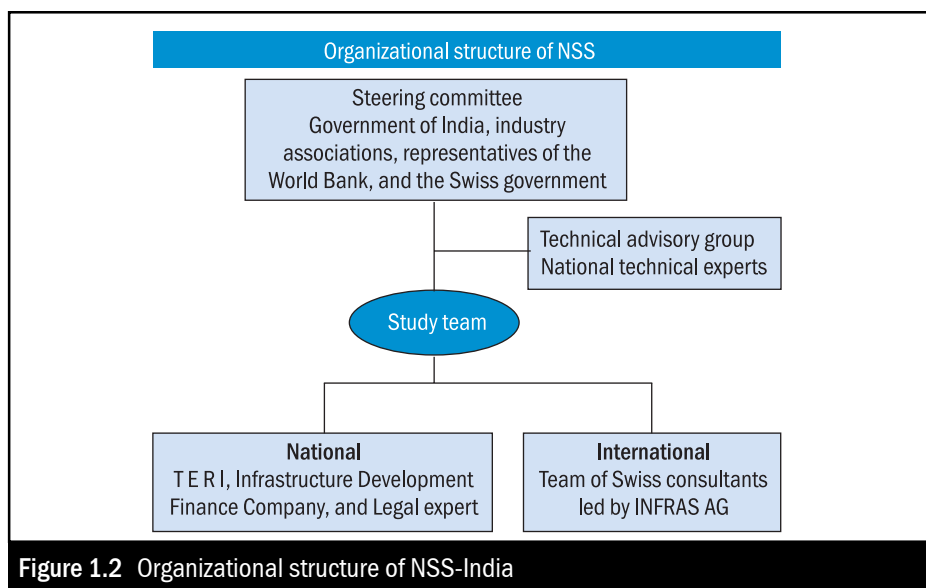 Organizational structure of NSS
Steering committee
Government of India, industry
associations, representatives of the
World Bank, and the Swiss government
Technical advisory group
National technical experts
Study team
National
T E R I, Infrastructure Development
Finance Company, and Legal expert
International
Team of Swiss consultants
led by INFRAS AG
Figure 1.2 Organizational structure of NSS-India